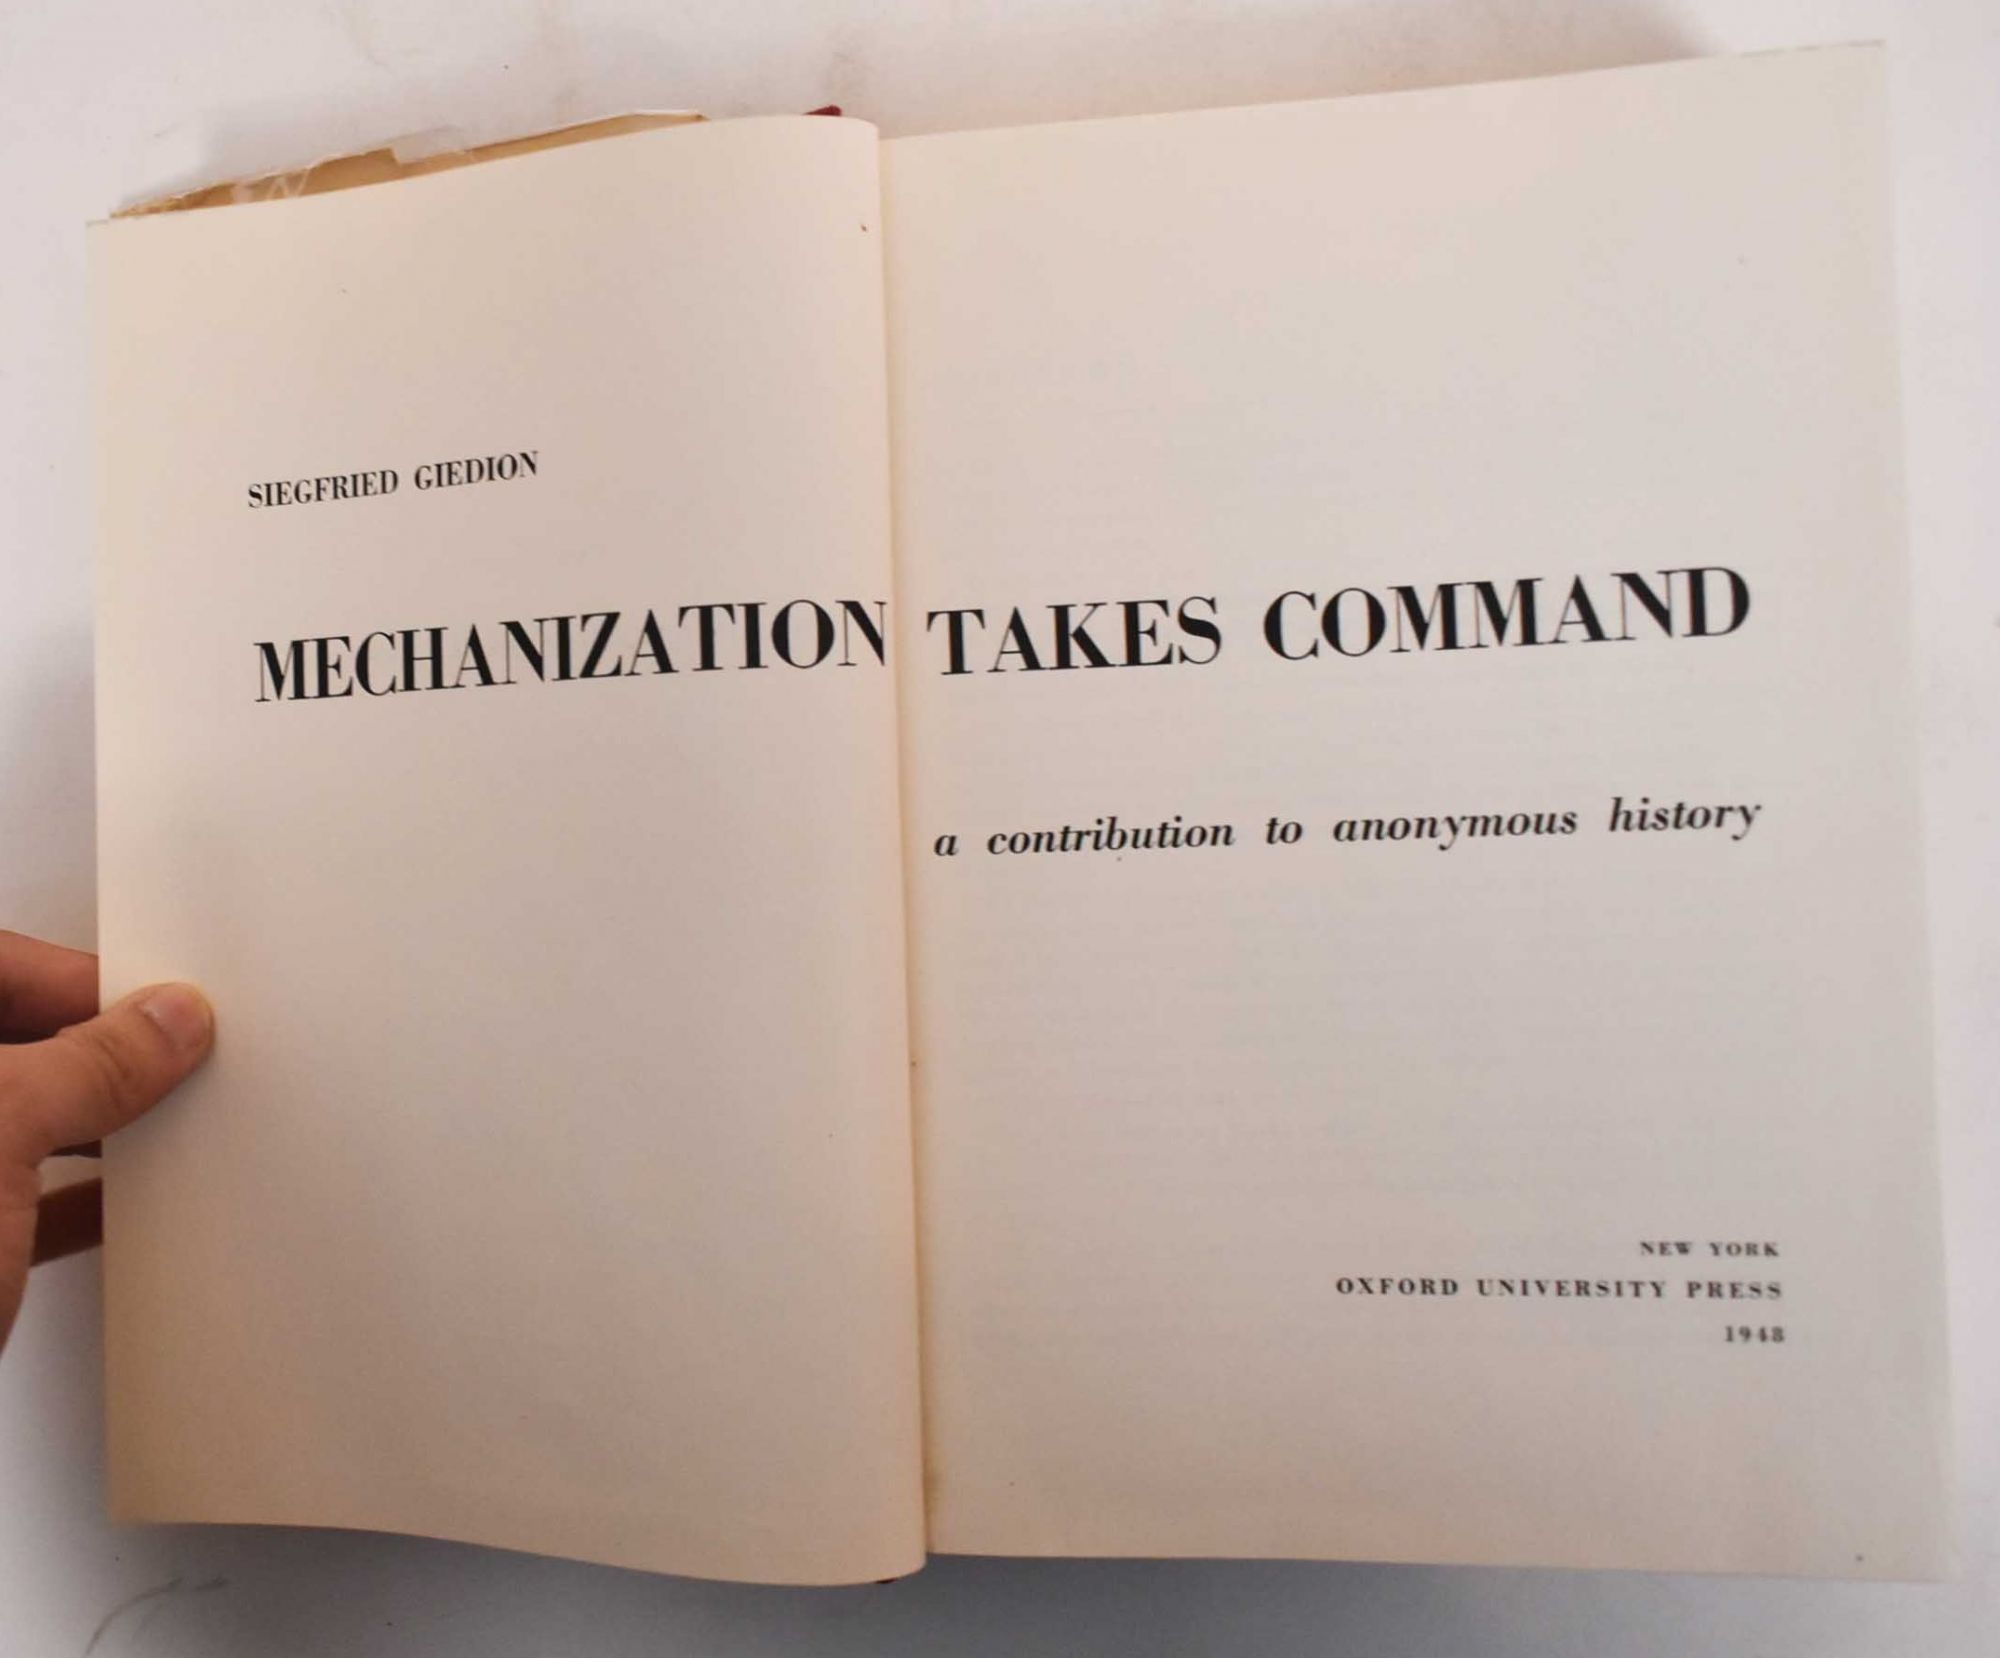 SIEGFRIED GIEDION
MECHANIZATION TAKES COMMAND
a contribution to anonymous history
NEW YORK
OXFORD UNIVERSITY PRESS
1948